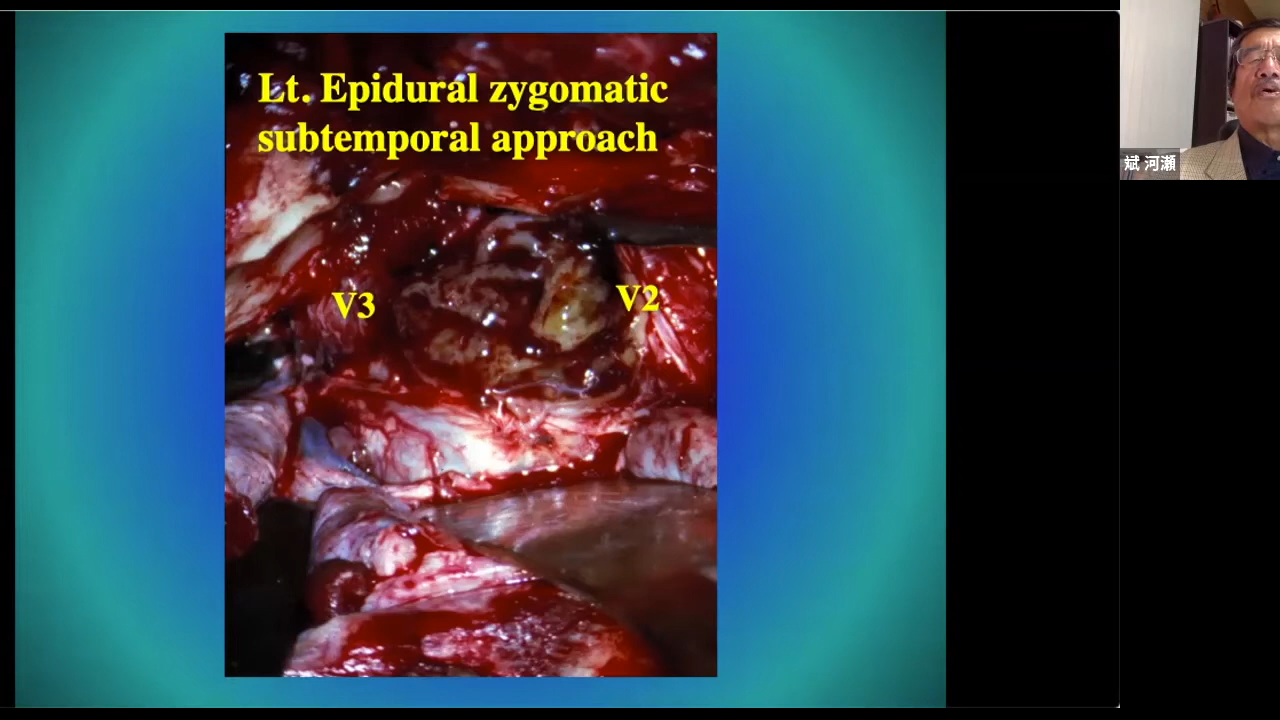 Lt. Epidural zygomatic
subtemporal approach
V3
V2
斌 河瀬